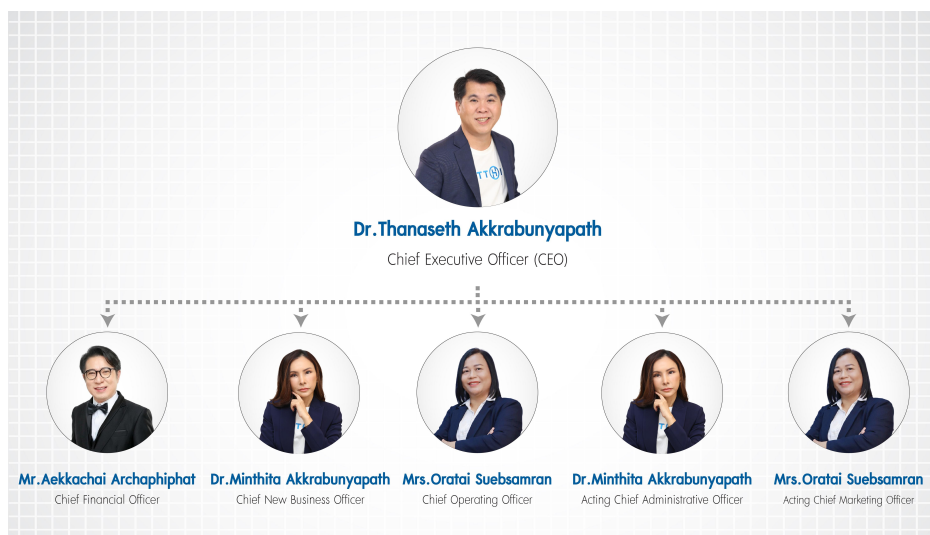 Dr.Thanaseth Akkrabunyapath
Chief Executive Officer (CEO)
Mr.Aekkachai Archaphiphat
Chief Financial Officer
Dr.Minthita Akkrabunyapath
Chief New Business Officer
Mrs.Oratai Suebsamran
Chief Operating Officer
Dr.Minthita Akkrabunyapath
Acting Chief Administrative Officer
Mrs.Oratai Suebsamran
Acting Chief Marketing Officer